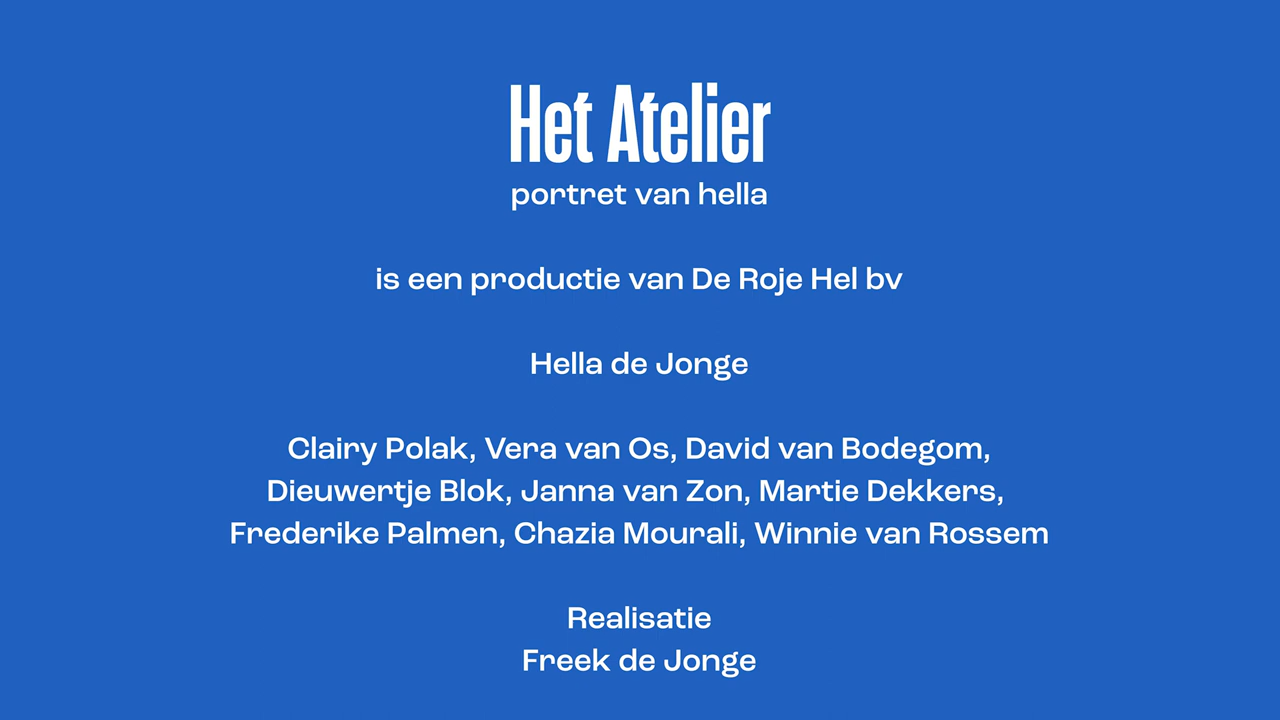 Het Atelier
portret van hella
is een productie van De Roje Hel bv
Hella de Jonge
Clairy Polak, Vera van Os, David van Bodegom,
Dieuwertje Blok, Janna van Zon, Martie Dekkers,
Frederike Palmen, Chazia Mourali, Winnie van Rossem
Realisatie
Freek de Jonge